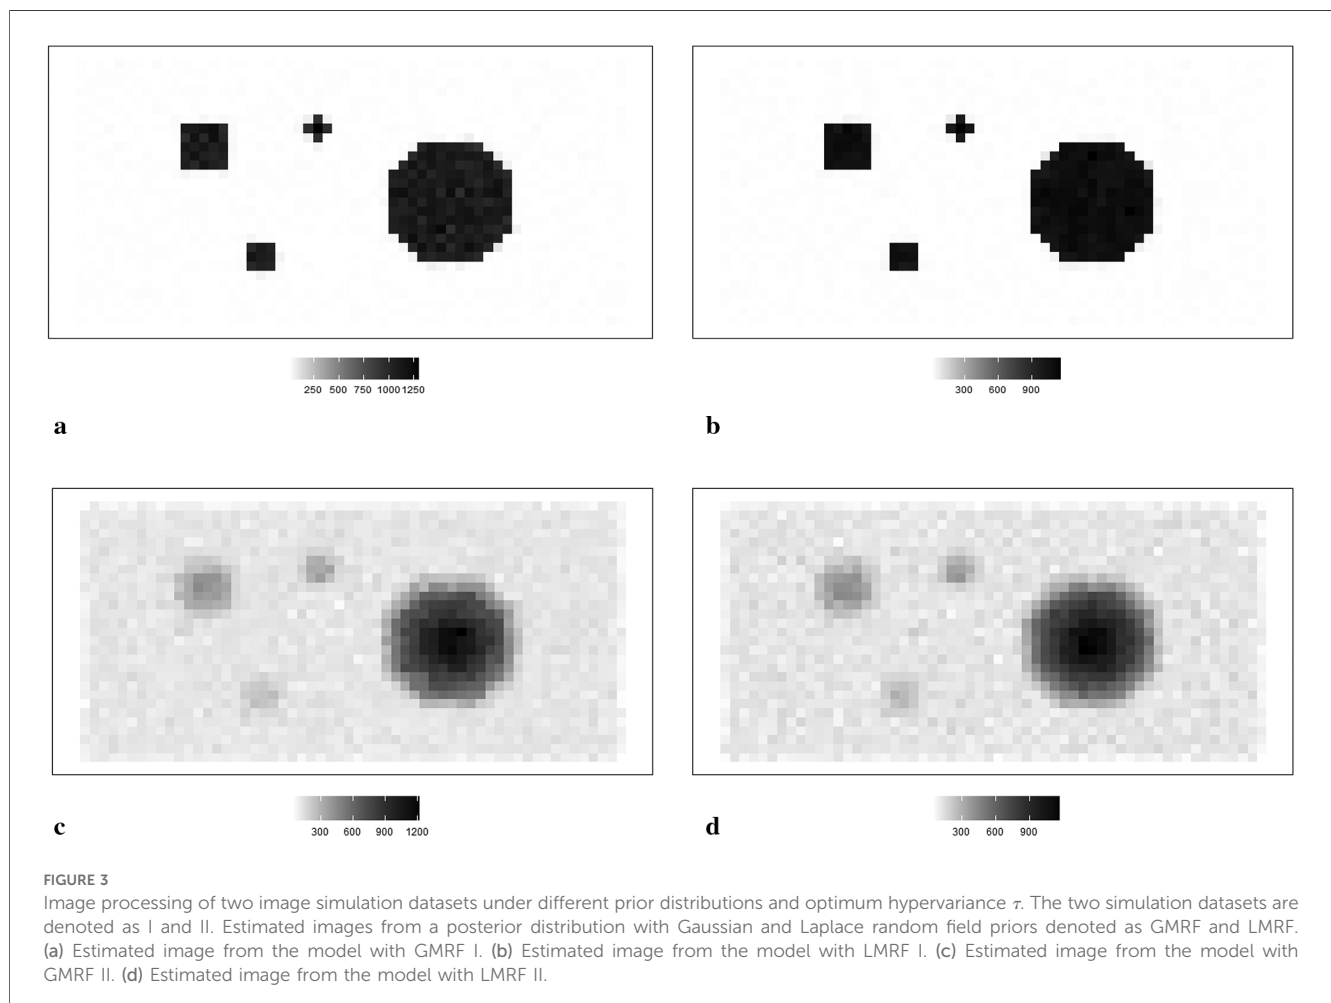 250 500 750 1000 1250
300 600 900
a
b
300 600 900 1200
300 600 900
c
d
FIGURE 3
Image processing of two image simulation datasets under different prior distributions and optimum hypervariance τ. The two simulation datasets are
denoted as I and II. Estimated images from a posterior distribution with Gaussian and Laplace random field priors denoted as GMRF and LMRF.
(a) Estimated image from the model with GMRF I. (b) Estimated image from the model with LMRF I. (c) Estimated image from the model with
GMRF II. (d) Estimated image from the model with LMRF II.